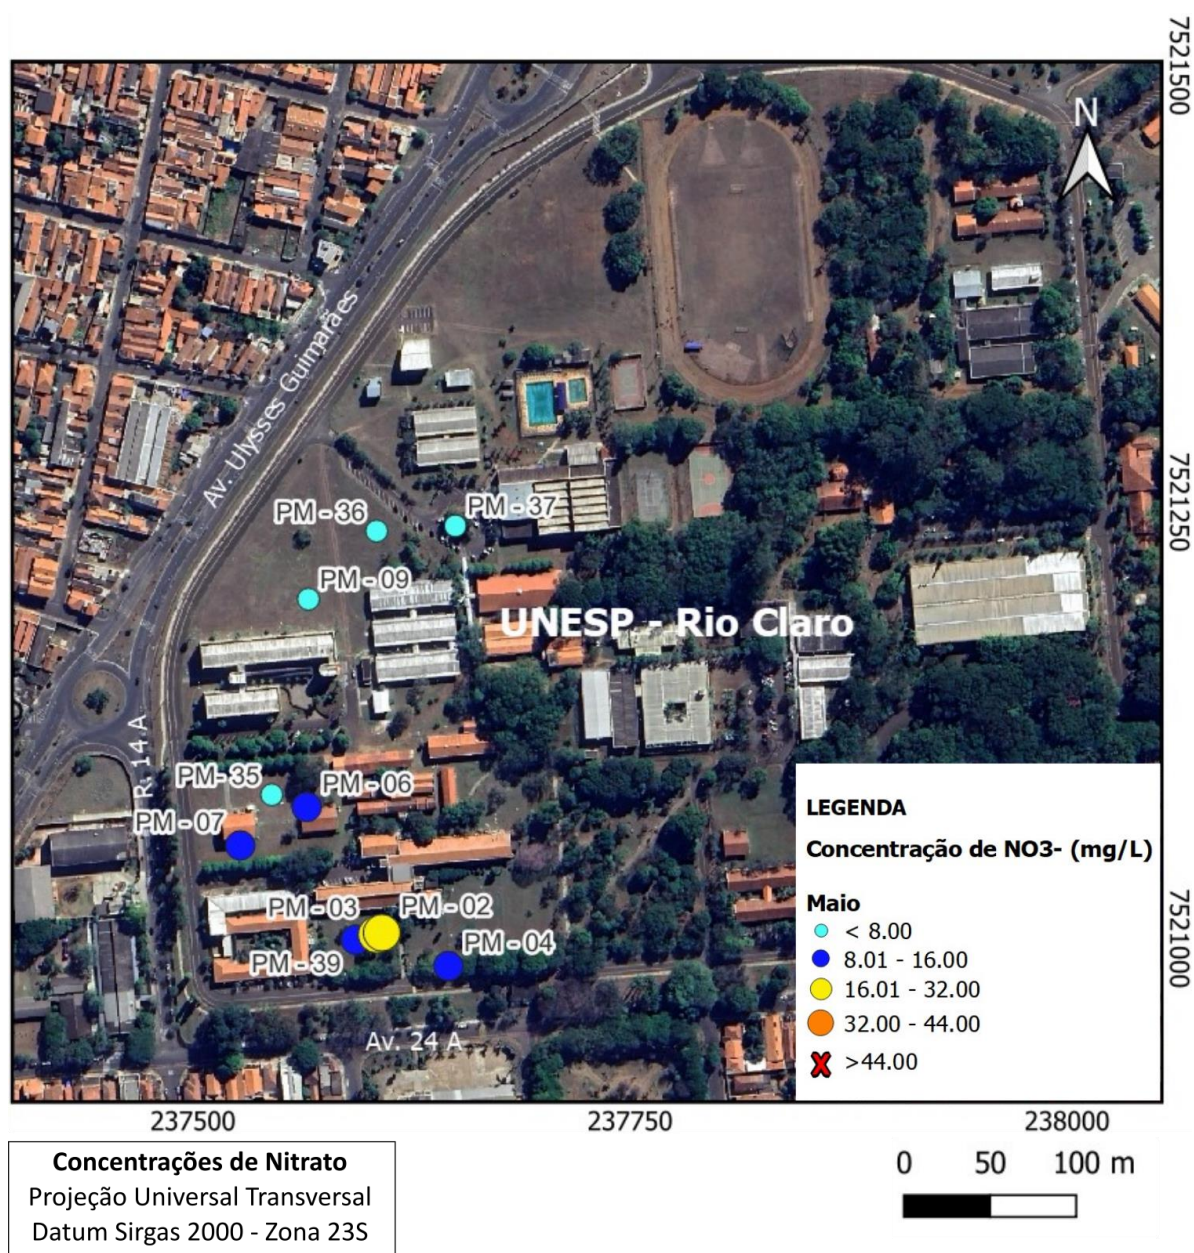 7521500
N
Av. Ulysses Guimarães
7521250
PM - 36
PM - 37
PM - 09
UNESP - Rio Claro
R. 14 A
PM- 35
PM - 06
PM - 07
PM - 03
PM - 02
PM - 04
PM - 39
Av. 24 A
7521000
LEGENDA
Concentração de NO3- (mg/L)
Maio
< 8.00
8.01 - 16.00
16.01 - 32.00
32.00 - 44.00
>44.00
237500
237750
238000
Concentrações de Nitrato
Projeção Universal Transversal
Datum Sirgas 2000 - Zona 23S
0 50 100 m